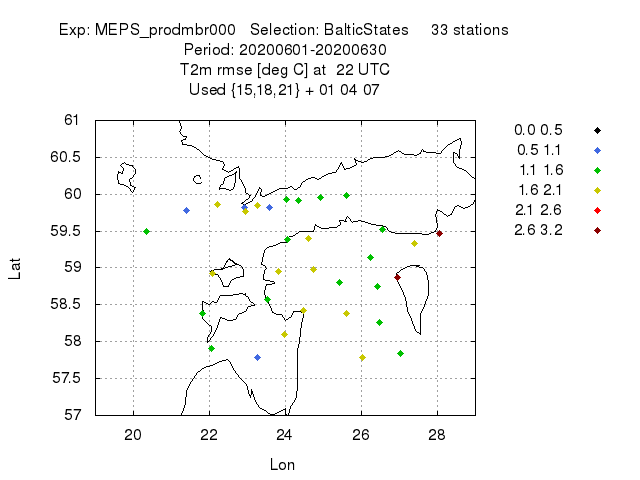 Exp: MEPS_prodmbr000 Selection: BalticStates 33 stations
Period: 20200601-20200630
T2m rmse [deg C] at 22 UTC
Used {15,18,21} + 01 04 07
61
60.5
60
59.5
59
58.5
58
57.5
57
Lat
20 22 24 26 28
Lon
0.0 0.5
0.5 1.1
1.1 1.6
1.6 2.1
2.1 2.6
2.6 3.2